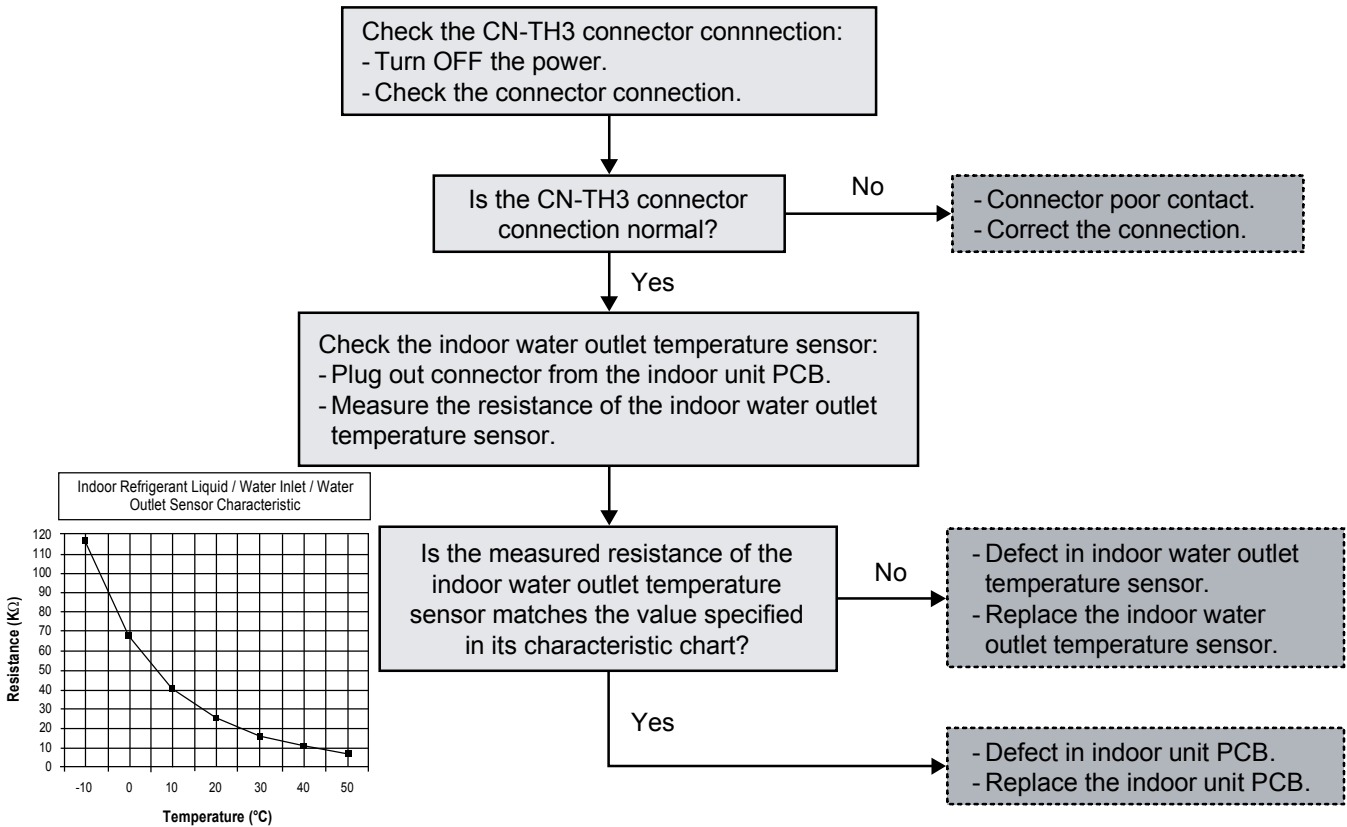 Check the CN-TH3 connector connnection:
- Turn OFF the power.
- Check the connector connection.
Is the CN-TH3 connector
connection normal?
No
- Connector poor contact.
- Correct the connection.
Yes
Check the indoor water outlet temperature sensor:
- Plug out connector from the indoor unit PCB.
- Measure the resistance of the indoor water outlet
temperature sensor.
Indoor Refrigerant Liquid / Water Inlet / Water
Outlet Sensor Characteristic
Resistance (KΩ)
120
110
100
90
80
70
60
50
40
30
20
10
0
-10 0 10 20 30 40 50
Temperature (°C)
Is the measured resistance of the
indoor water outlet temperature
sensor matches the value specified
in its characteristic chart?
No
- Defect in indoor water outlet
temperature sensor.
- Replace the indoor water
outlet temperature sensor.
Yes
- Defect in indoor unit PCB.
- Replace the indoor unit PCB.